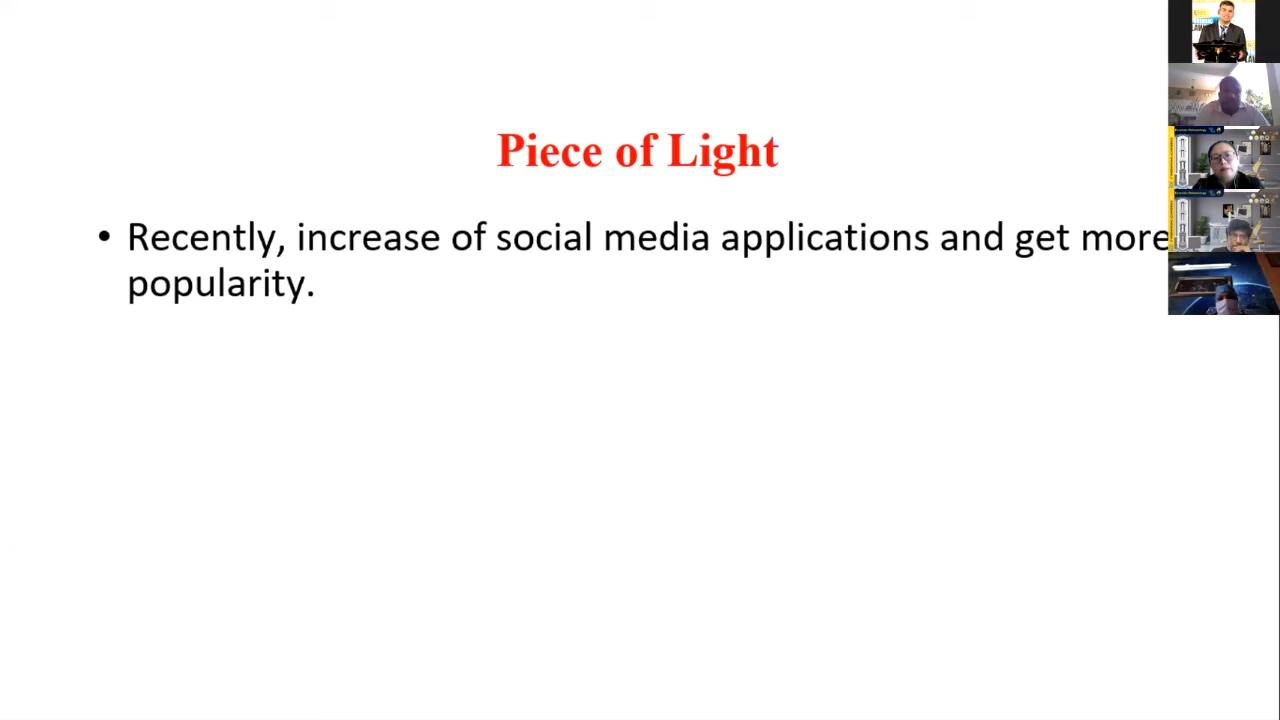 Piece of Light
• Recently, increase of social media applications and get more
popularity.